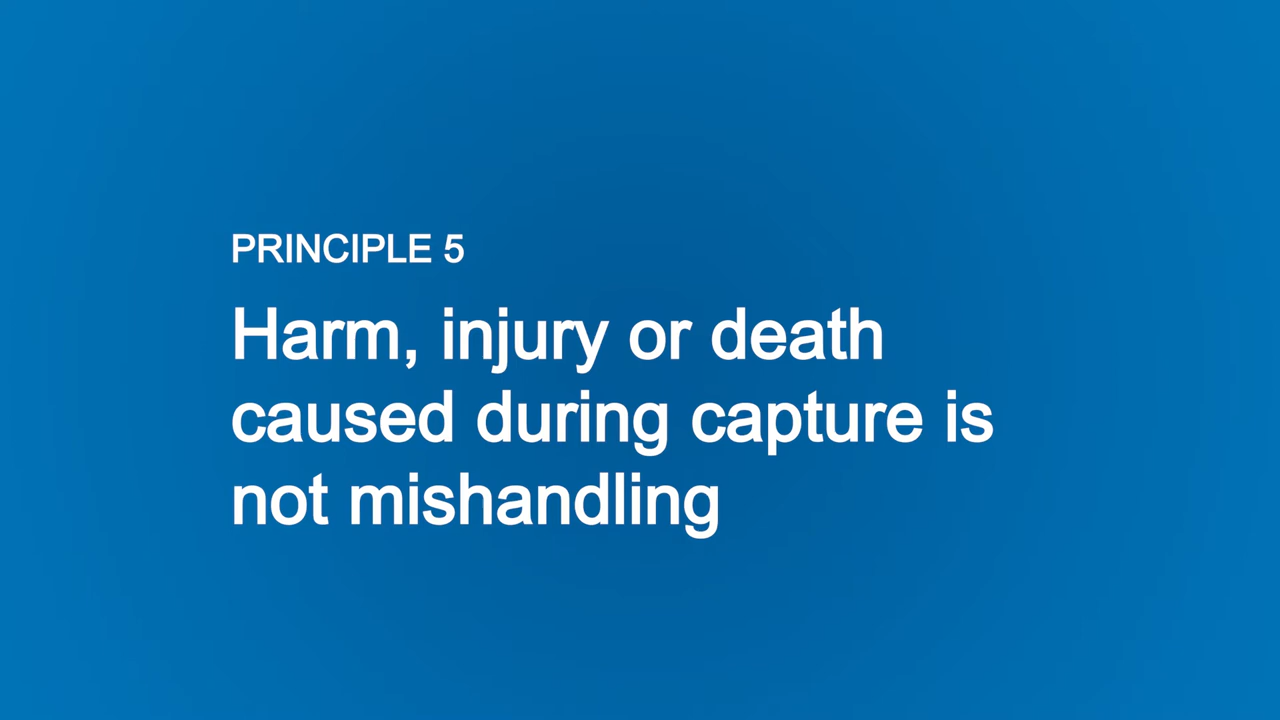 PRINCIPLE 5
Harm, injury or death
caused during capture is
not mishandling